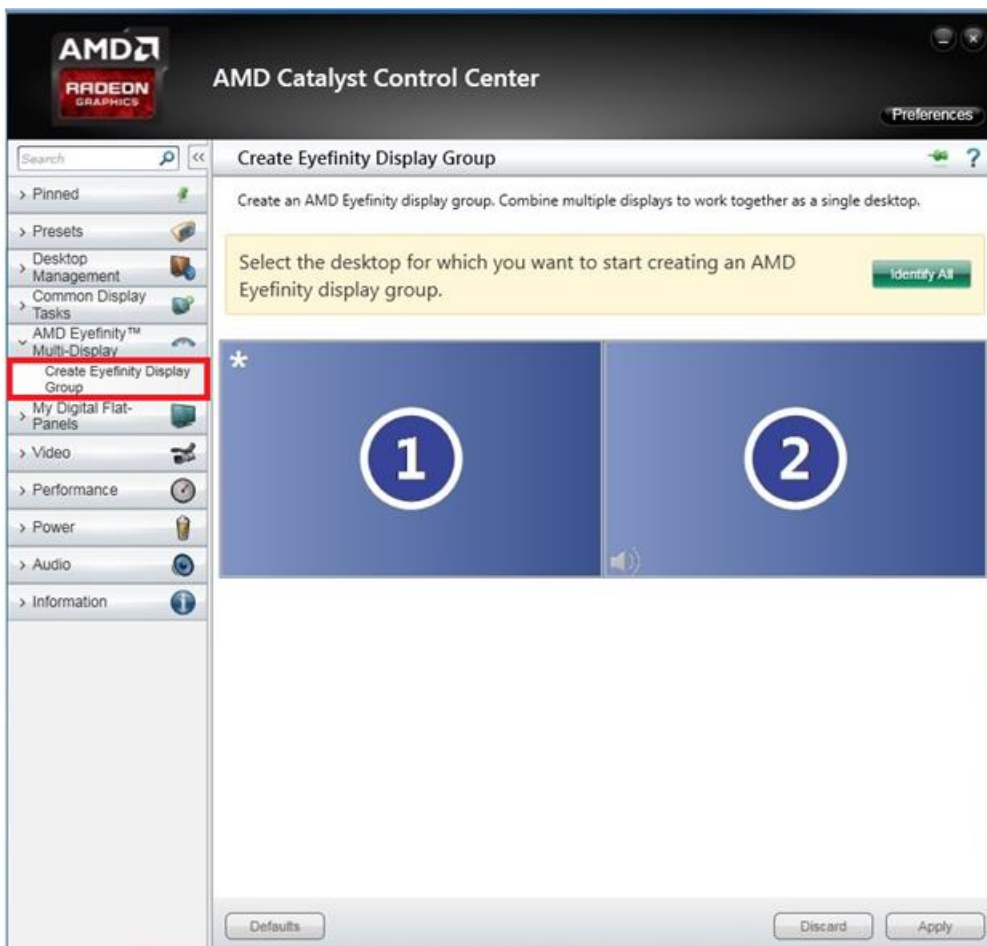 AMD
RADEON
GRAPHICS
AMD Catalyst Control Center
Preferences
Search
Create Eyefinity Display Group
?
> Pinned
Create an AMD Eyefinity display group. Combine multiple displays to work together as a single desktop.
> Presets
> Desktop
Management
Select the desktop for which you want to start creating an AMD
Eyefinity display group.
Identify All
> Common Display
Tasks
AMD Eyefinity™
Multi-Display
Create Eyefinity Display
Group
> My Digital Flat-
Panels
> Video
> Performance
> Power
> Audio
> Information
*
1
2
Defaults
Discard
Apply